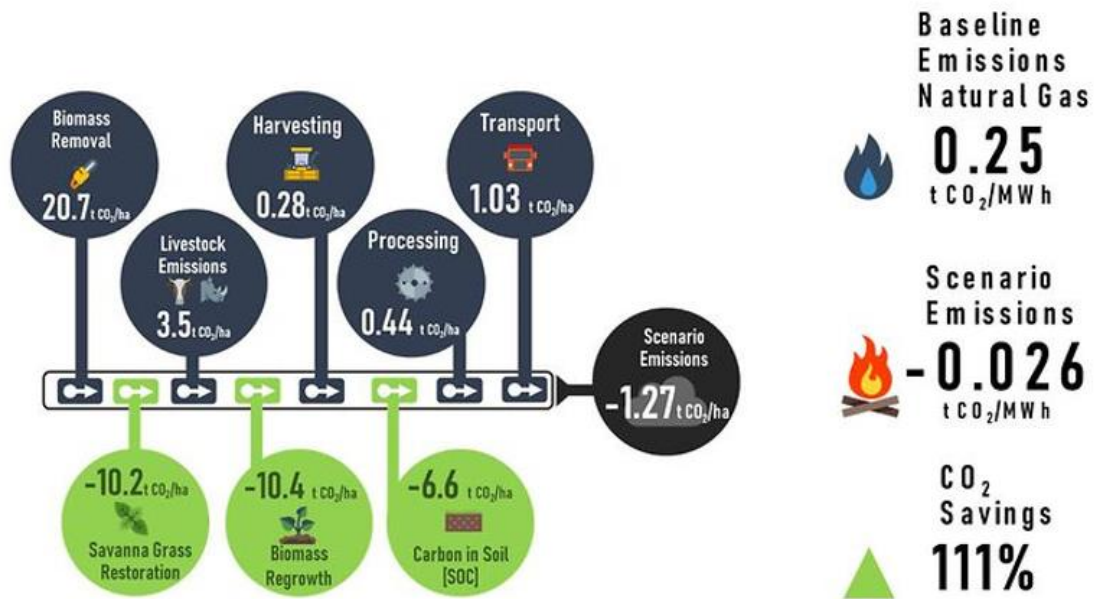 Biomass
Removal
20.7 t CO₂/ha
Livestock
Emissions
3.5 t CO₂/ha
Harvesting
0.28 t CO₂/ha
Processing
0.44 t CO₂/ha
Transport
1.03 t CO₂/ha
Scenario
Emissions
-1.27 t CO₂/ha
-10.2 t CO₂/ha
Savanna Grass
Restoration
-10.4 t CO₂/ha
Biomass
Regrowth
-6.6 t CO₂/ha
Carbon in Soil
[SOC]
Baseline
Emissions
Natural Gas
0.25
t CO₂/MWh
Scenario
Emissions
-0.026
t CO₂/MWh
CO₂
Savings
111%